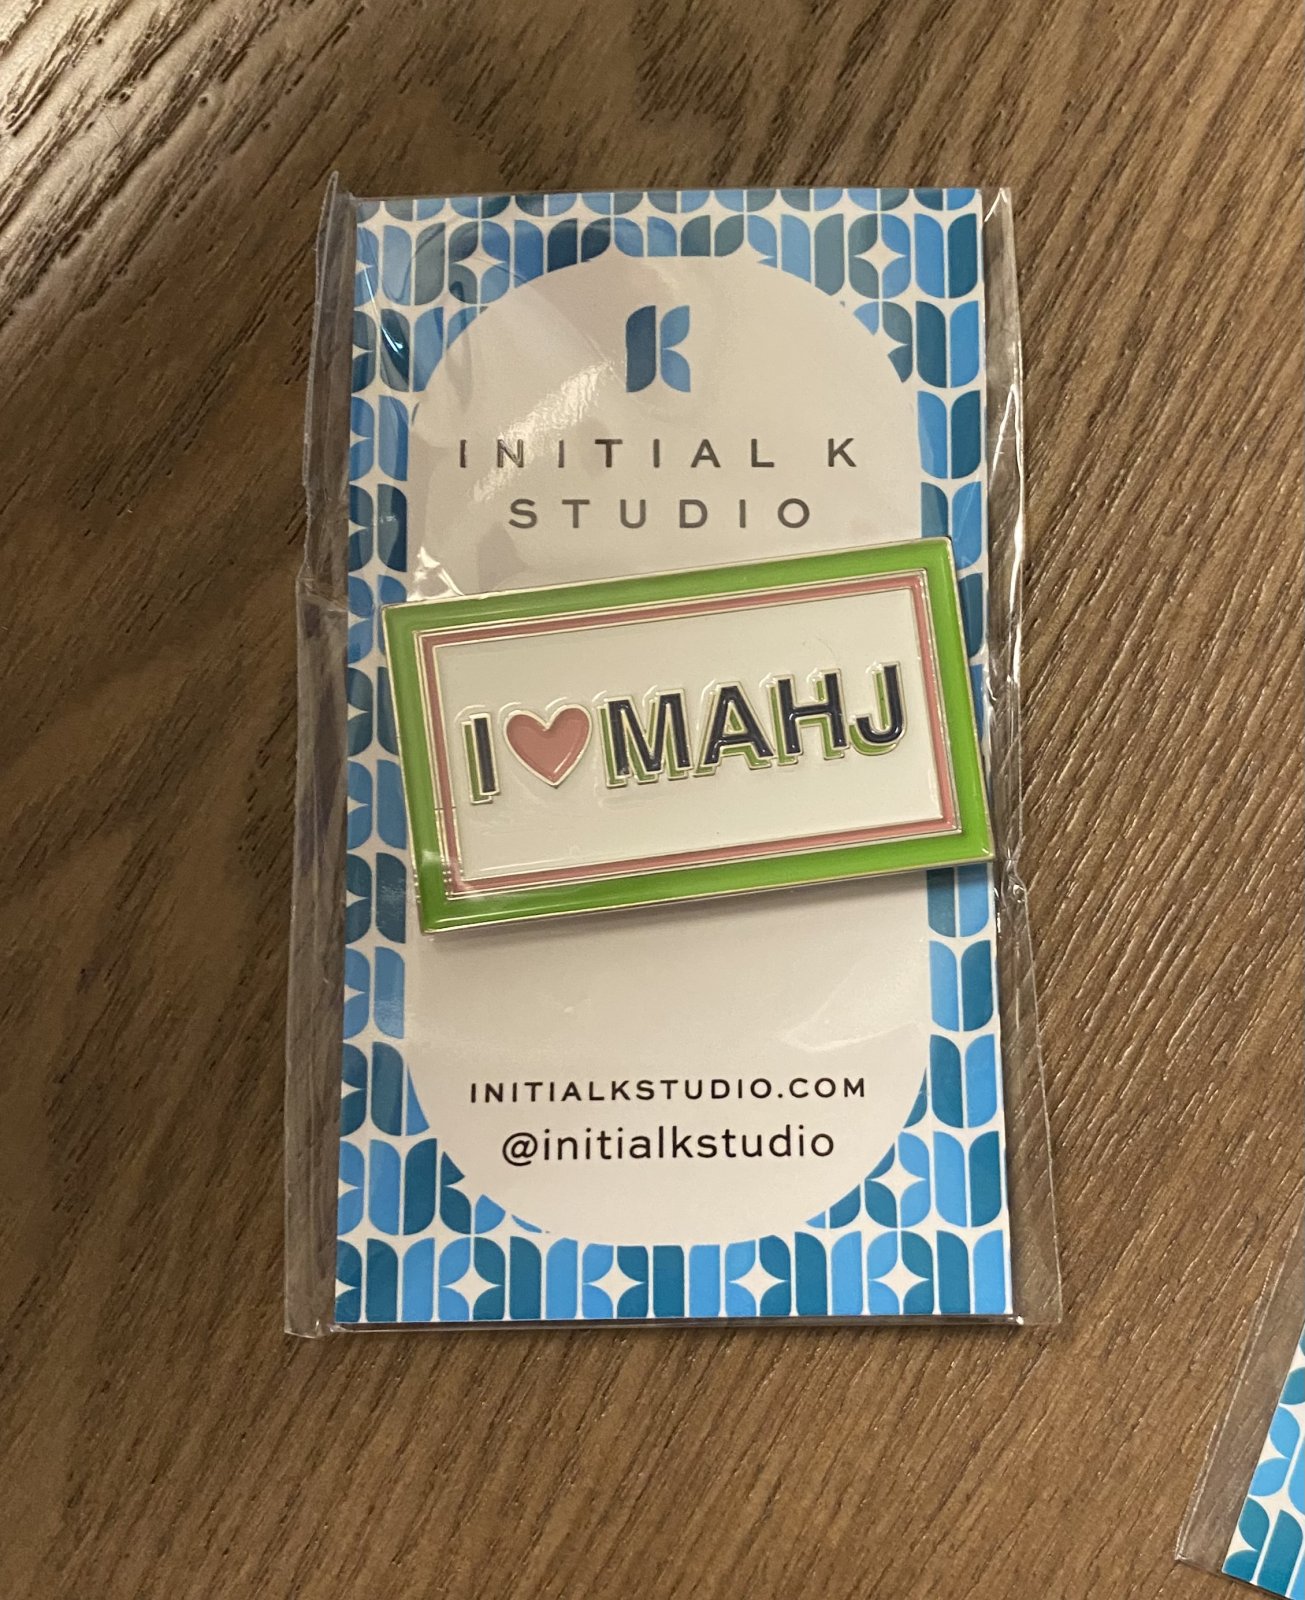 INITIAL K
STUDIO
I ♥ MAHJ
INITIALKSTUDIO.COM
@initialkstudio